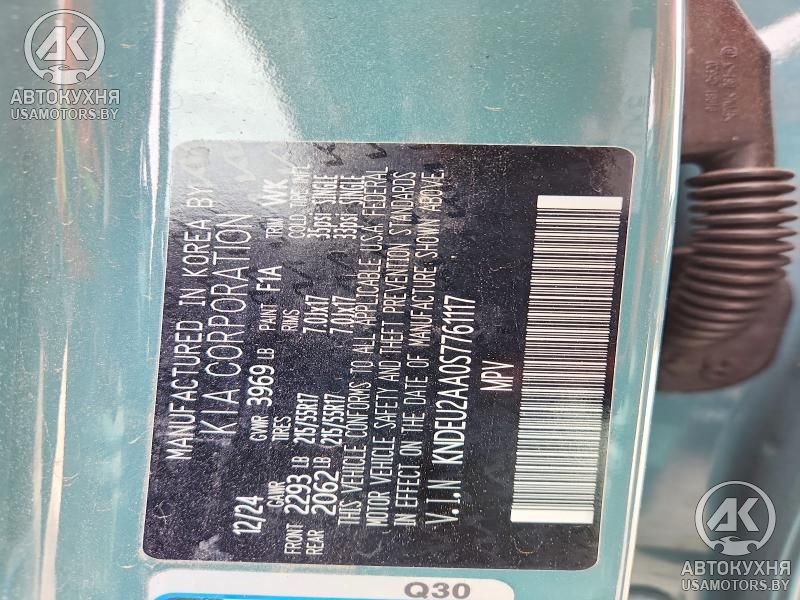 AK
АВТОКУХНЯ
USAMOTORS.BY
MANUFACTURED IN KOREA BY
KIA CORPORATION
12/24 GVWR 3969 LB PAINT F1A TRIM WK
GAWR TIRES RIMS COLD TIRE
FRONT 2293 LB 215/55R17 7.0Jx17 35PSI SINGLE
REAR 2062 LB 215/55R17 7.0Jx17 35PSI SINGLE
THIS VEHICLE CONFORMS TO ALL APPLICABLE U.S.A FEDERAL
MOTOR VEHICLE SAFETY AND THEFT PREVENTION STANDARDS
IN EFFECT ON THE DATE OF MANUFACTURE SHOWN ABOVE.
V.I.N KNDEU2AA0S7761117
MPV
Q30
AK
АВТОКУХНЯ
USAMOTORS.BY